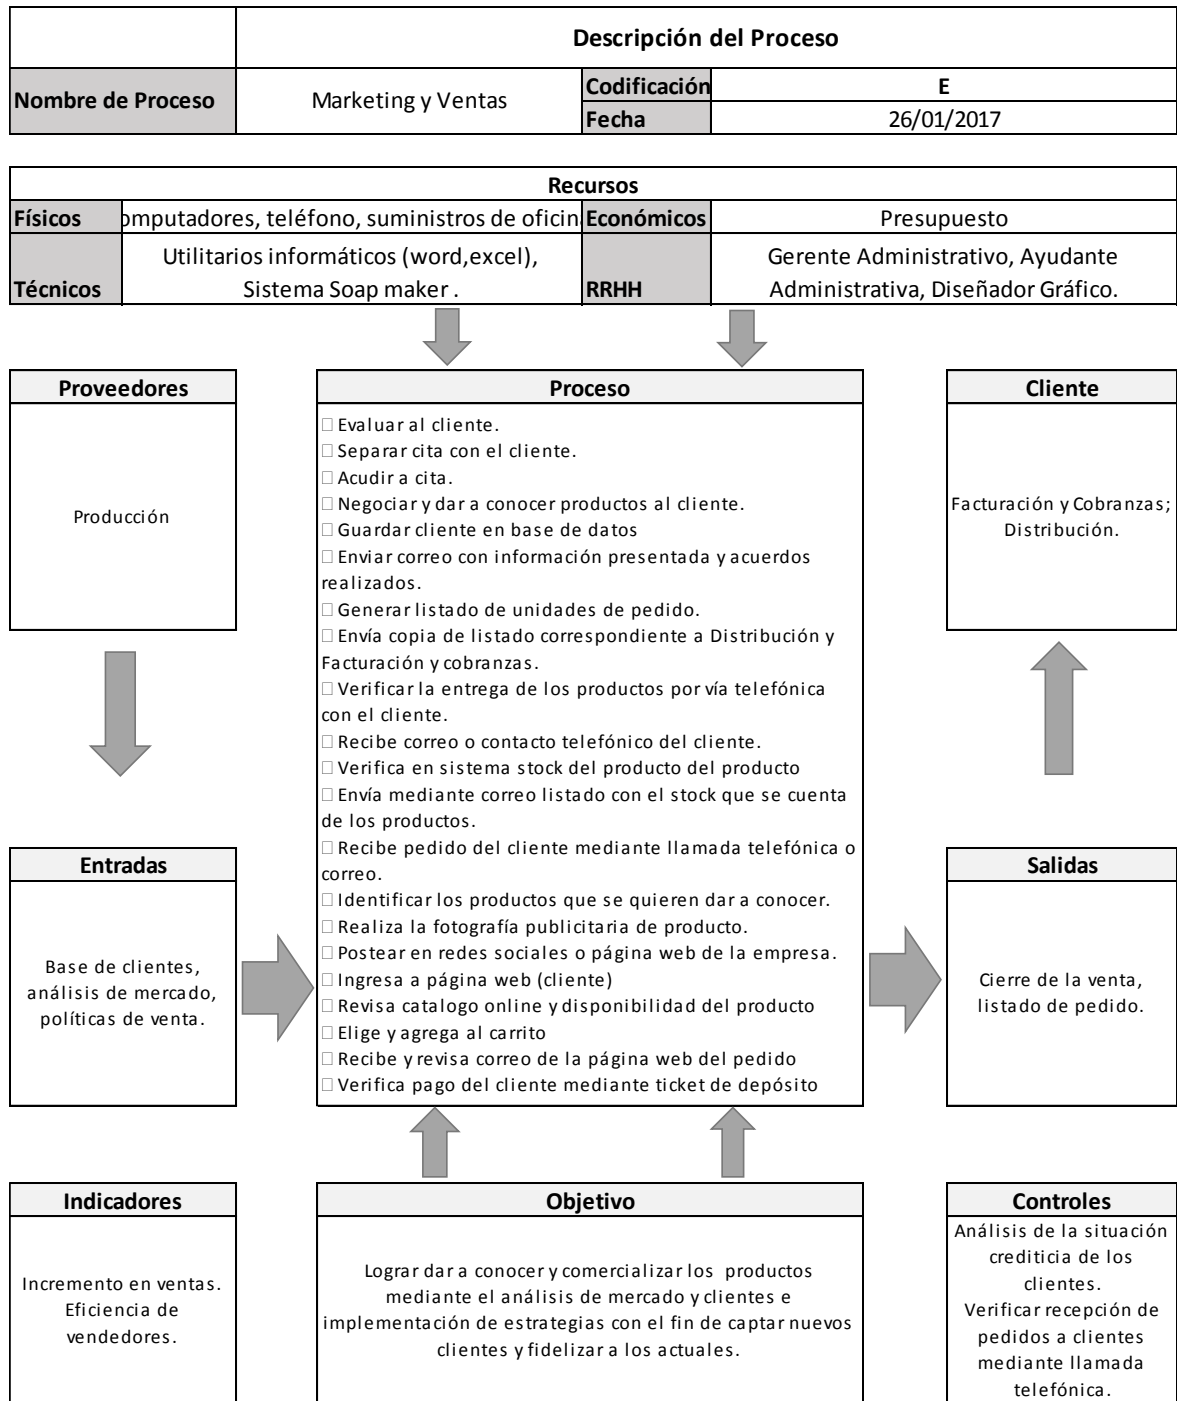 Descripción del Proceso
Nombre de Proceso
Marketing y Ventas
Codificación
E
Fecha
26/01/2017
Recursos
Físicos
omputadores, teléfono, suministros de oficin
Económicos
Presupuesto
Técnicos
Utilitarios informáticos (word,excel),
Sistema Soap maker .
RRHH
Gerente Administrativo, Ayudante
Administrativa, Diseñador Gráfico.
Proveedores
Producción
Proceso
□ Evaluar al cliente.
□ Separar cita con el cliente.
□ Acudir a cita.
□ Negociar y dar a conocer productos al cliente.
□ Guardar cliente en base de datos
□ Enviar correo con información presentada y acuerdos
realizados.
□ Generar listado de unidades de pedido.
□ Envía copia de listado correspondiente a Distribución y
Facturación y cobranzas.
□ Verificar la entrega de los productos por vía telefónica
con el cliente.
□ Recibe correo o contacto telefónico del cliente.
□ Verifica en sistema stock del producto del producto
□ Envía mediante correo listado con el stock que se cuenta
de los productos.
□ Recibe pedido del cliente mediante llamada telefónica o
correo.
□ Identificar los productos que se quieren dar a conocer.
□ Realiza la fotografía publicitaria de producto.
□ Postear en redes sociales o página web de la empresa.
□ Ingresa a página web (cliente)
□ Revisa catalogo online y disponibilidad del producto
□ Elige y agrega al carrito
□ Recibe y revisa correo de la página web del pedido
□ Verifica pago del cliente mediante ticket de depósito
Cliente
Facturación y Cobranzas;
Distribución.
Entradas
Base de clientes,
análisis de mercado,
políticas de venta.
Salidas
Cierre de la venta,
listado de pedido.
Indicadores
Incremento en ventas.
Eficiencia de
vendedores.
Objetivo
Lograr dar a conocer y comercializar los productos
mediante el análisis de mercado y clientes e
implementación de estrategias con el fin de captar nuevos
clientes y fidelizar a los actuales.
Controles
Análisis de la situación
crediticia de los
clientes.
Verificar recepción de
pedidos a clientes
mediante llamada
telefónica.